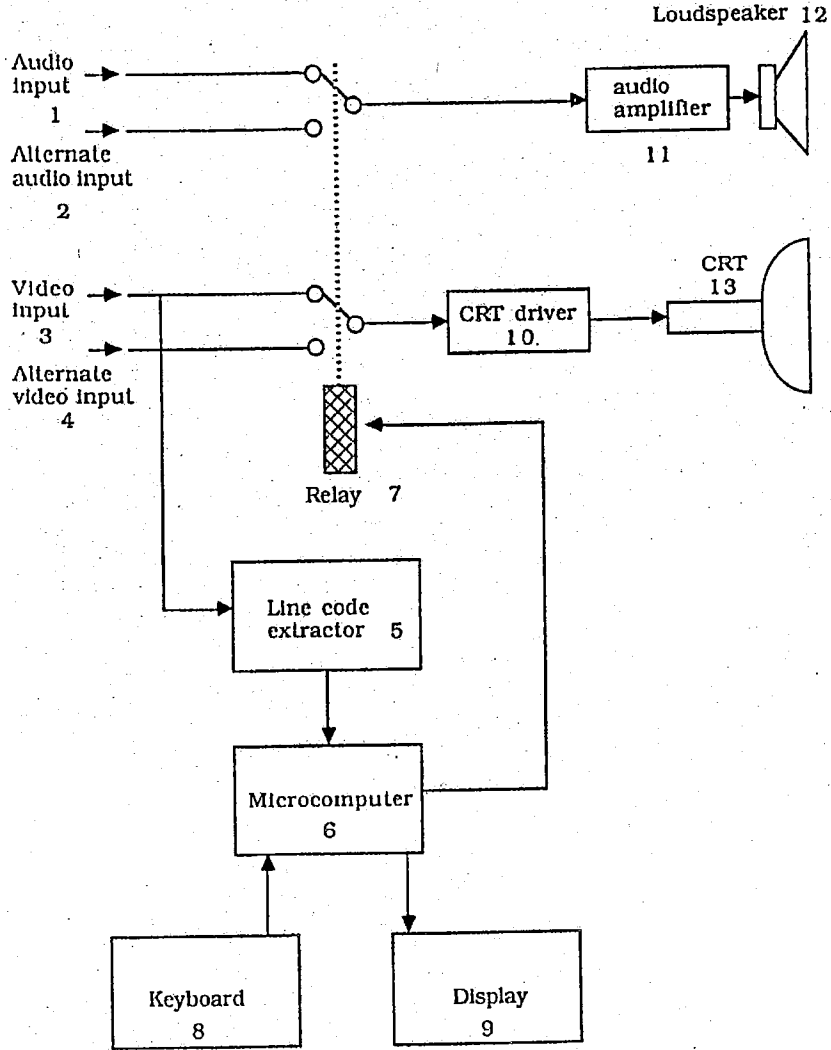 Loudspeaker 12
Audio
input
1
audio
amplifier
11
Alternate
audio input
2
CRT
13
Video
input
3
CRT driver
10.
Alternate
video input
4
Relay 7
Line code
extractor 5
Microcomputer
6
Keyboard
8
Display
9